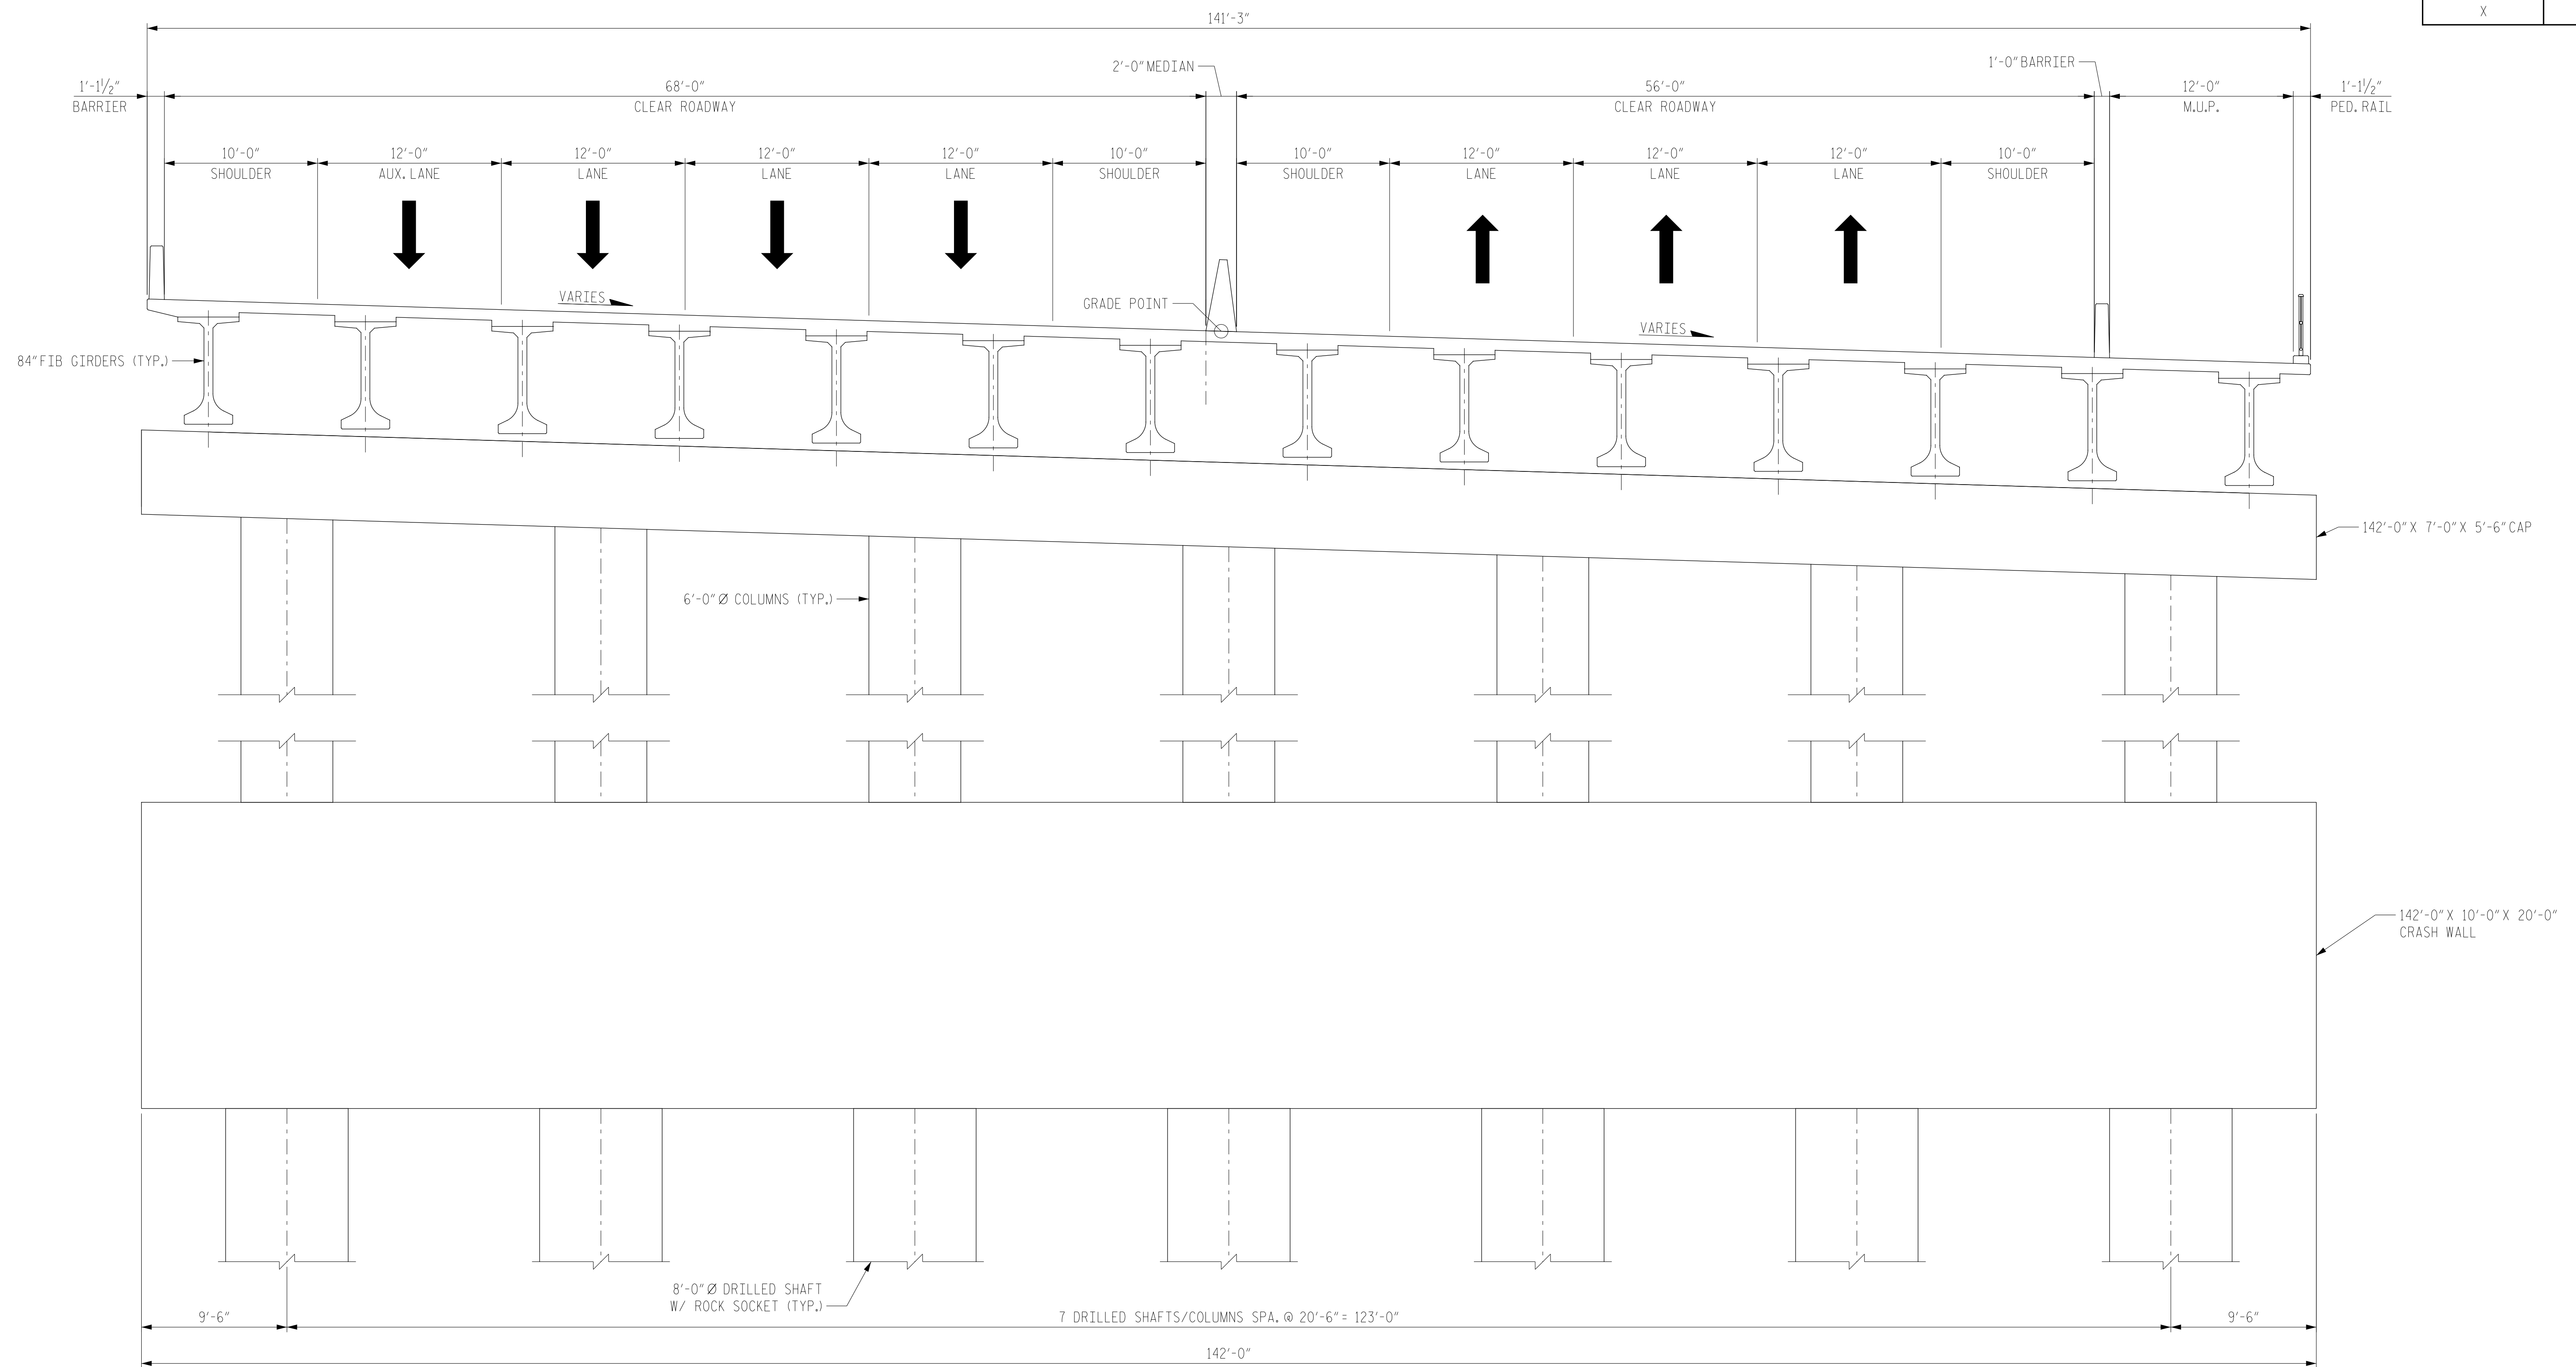 X
141'-3"
2'-0" MEDIAN
1'-0" BARRIER
1'-1½"
BARRIER
68'-0"
CLEAR ROADWAY
56'-0"
CLEAR ROADWAY
12'-0"
M.U.P.
1'-1½"
PED. RAIL
10'-0"
SHOULDER
12'-0"
AUX. LANE
12'-0"
LANE
12'-0"
LANE
12'-0"
LANE
10'-0"
SHOULDER
10'-0"
SHOULDER
12'-0"
LANE
12'-0"
LANE
12'-0"
LANE
10'-0"
SHOULDER
VARIES
GRADE POINT
VARIES
84" FIB GIRDERS (TYP.)
142'-0" X 7'-0" X 5'-6" CAP
6'-0" Ø COLUMNS (TYP.)
142'-0" X 10'-0" X 20'-0"
CRASH WALL
8'-0" Ø DRILLED SHAFT
W/ ROCK SOCKET (TYP.)
9'-6"
7 DRILLED SHAFTS/COLUMNS SPA. @ 20'-6" = 123'-0"
9'-6"
142'-0"